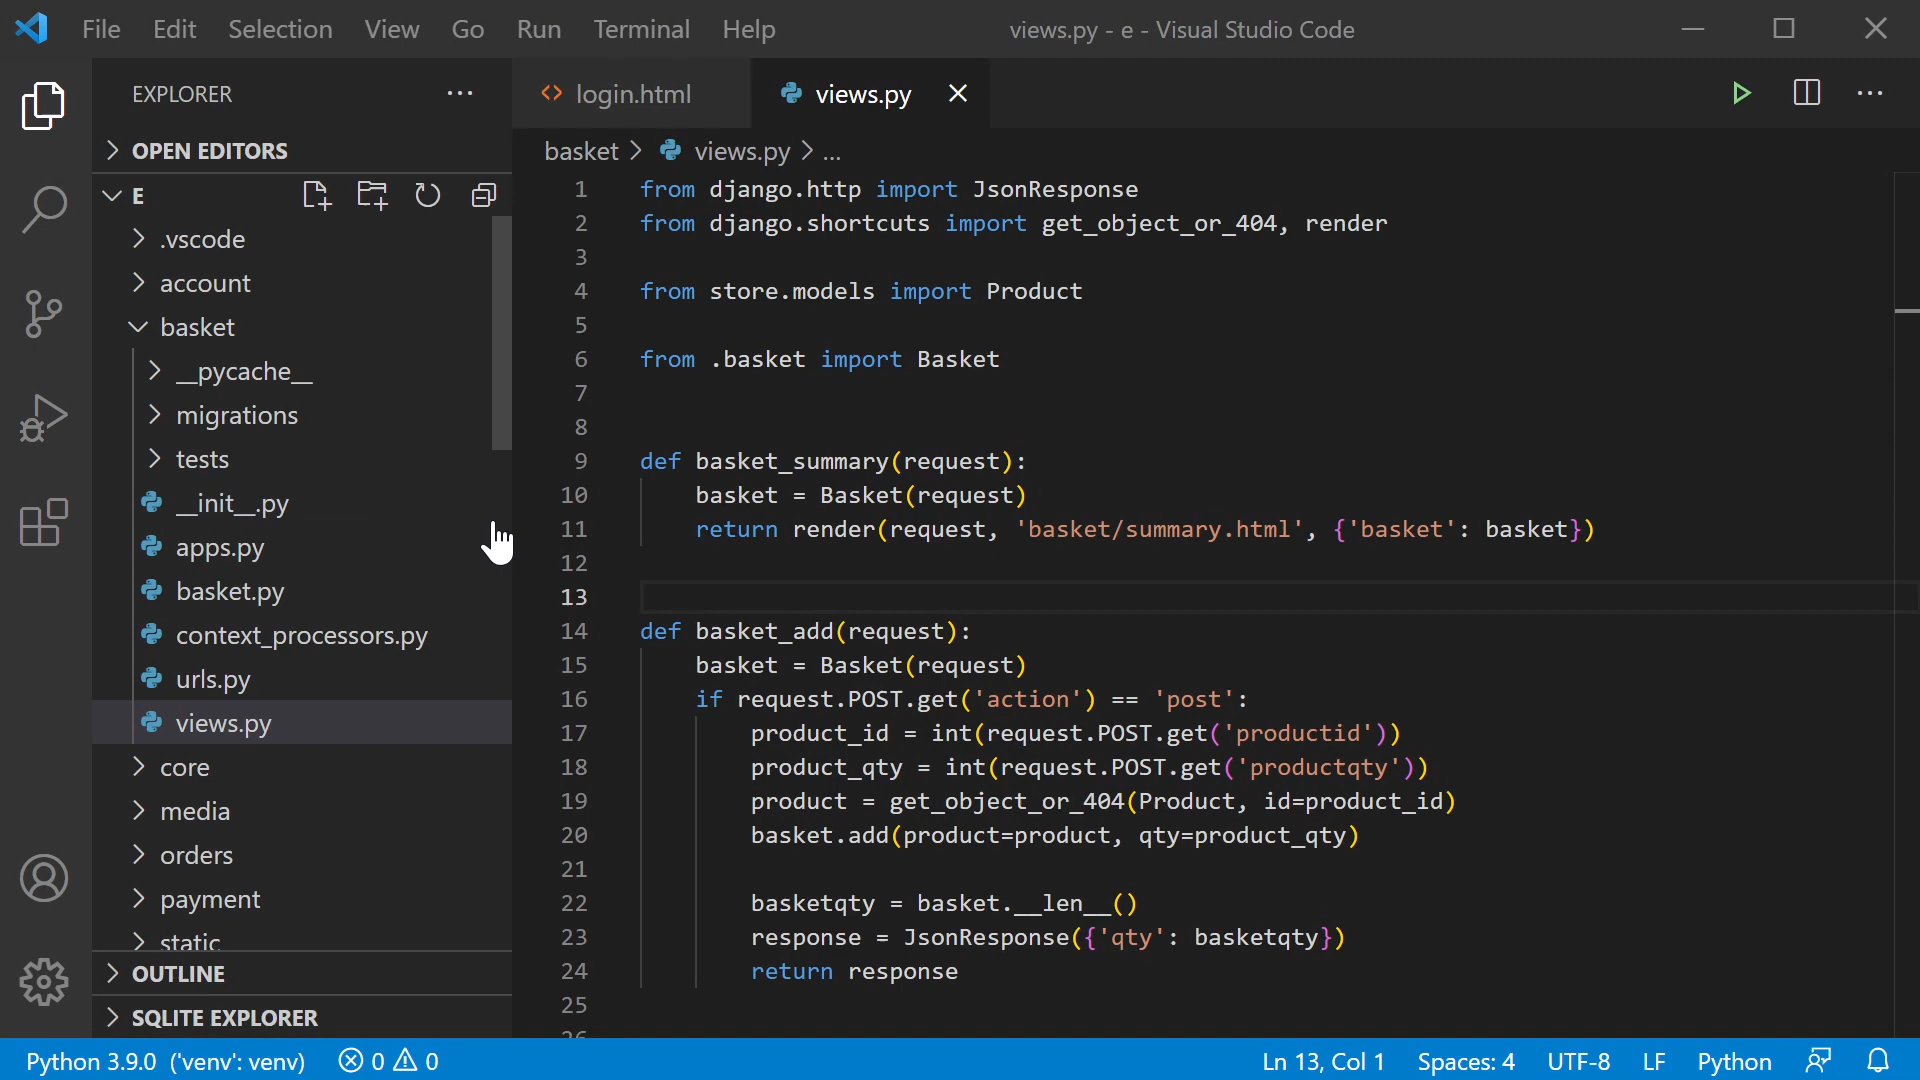 File Edit Selection View Go Run Terminal Help views.py - e - Visual Studio Code
EXPLORER
OPEN EDITORS
E
.vscode
account
basket
__pycache__
migrations
tests
__init__.py
apps.py
basket.py
context_processors.py
urls.py
views.py
core
media
orders
payment
static
OUTLINE
SQLITE EXPLORER
login.html views.py
basket > views.py > ...
1 from django.http import JsonResponse
2 from django.shortcuts import get_object_or_404, render
3
4 from store.models import Product
5
6 from .basket import Basket
7
8
9 def basket_summary(request):
10     basket = Basket(request)
11     return render(request, 'basket/summary.html', {'basket': basket})
12
13
14 def basket_add(request):
15     basket = Basket(request)
16     if request.POST.get('action') == 'post':
17         product_id = int(request.POST.get('productid'))
18         product_qty = int(request.POST.get('productqty'))
19         product = get_object_or_404(Product, id=product_id)
20         basket.add(product=product, qty=product_qty)
21
22         basketqty = basket.__len__()
23         response = JsonResponse({'qty': basketqty})
24         return response
25
26
Python 3.9.0 ('venv': venv) 0 0 Ln 13, Col 1 Spaces: 4 UTF-8 LF Python